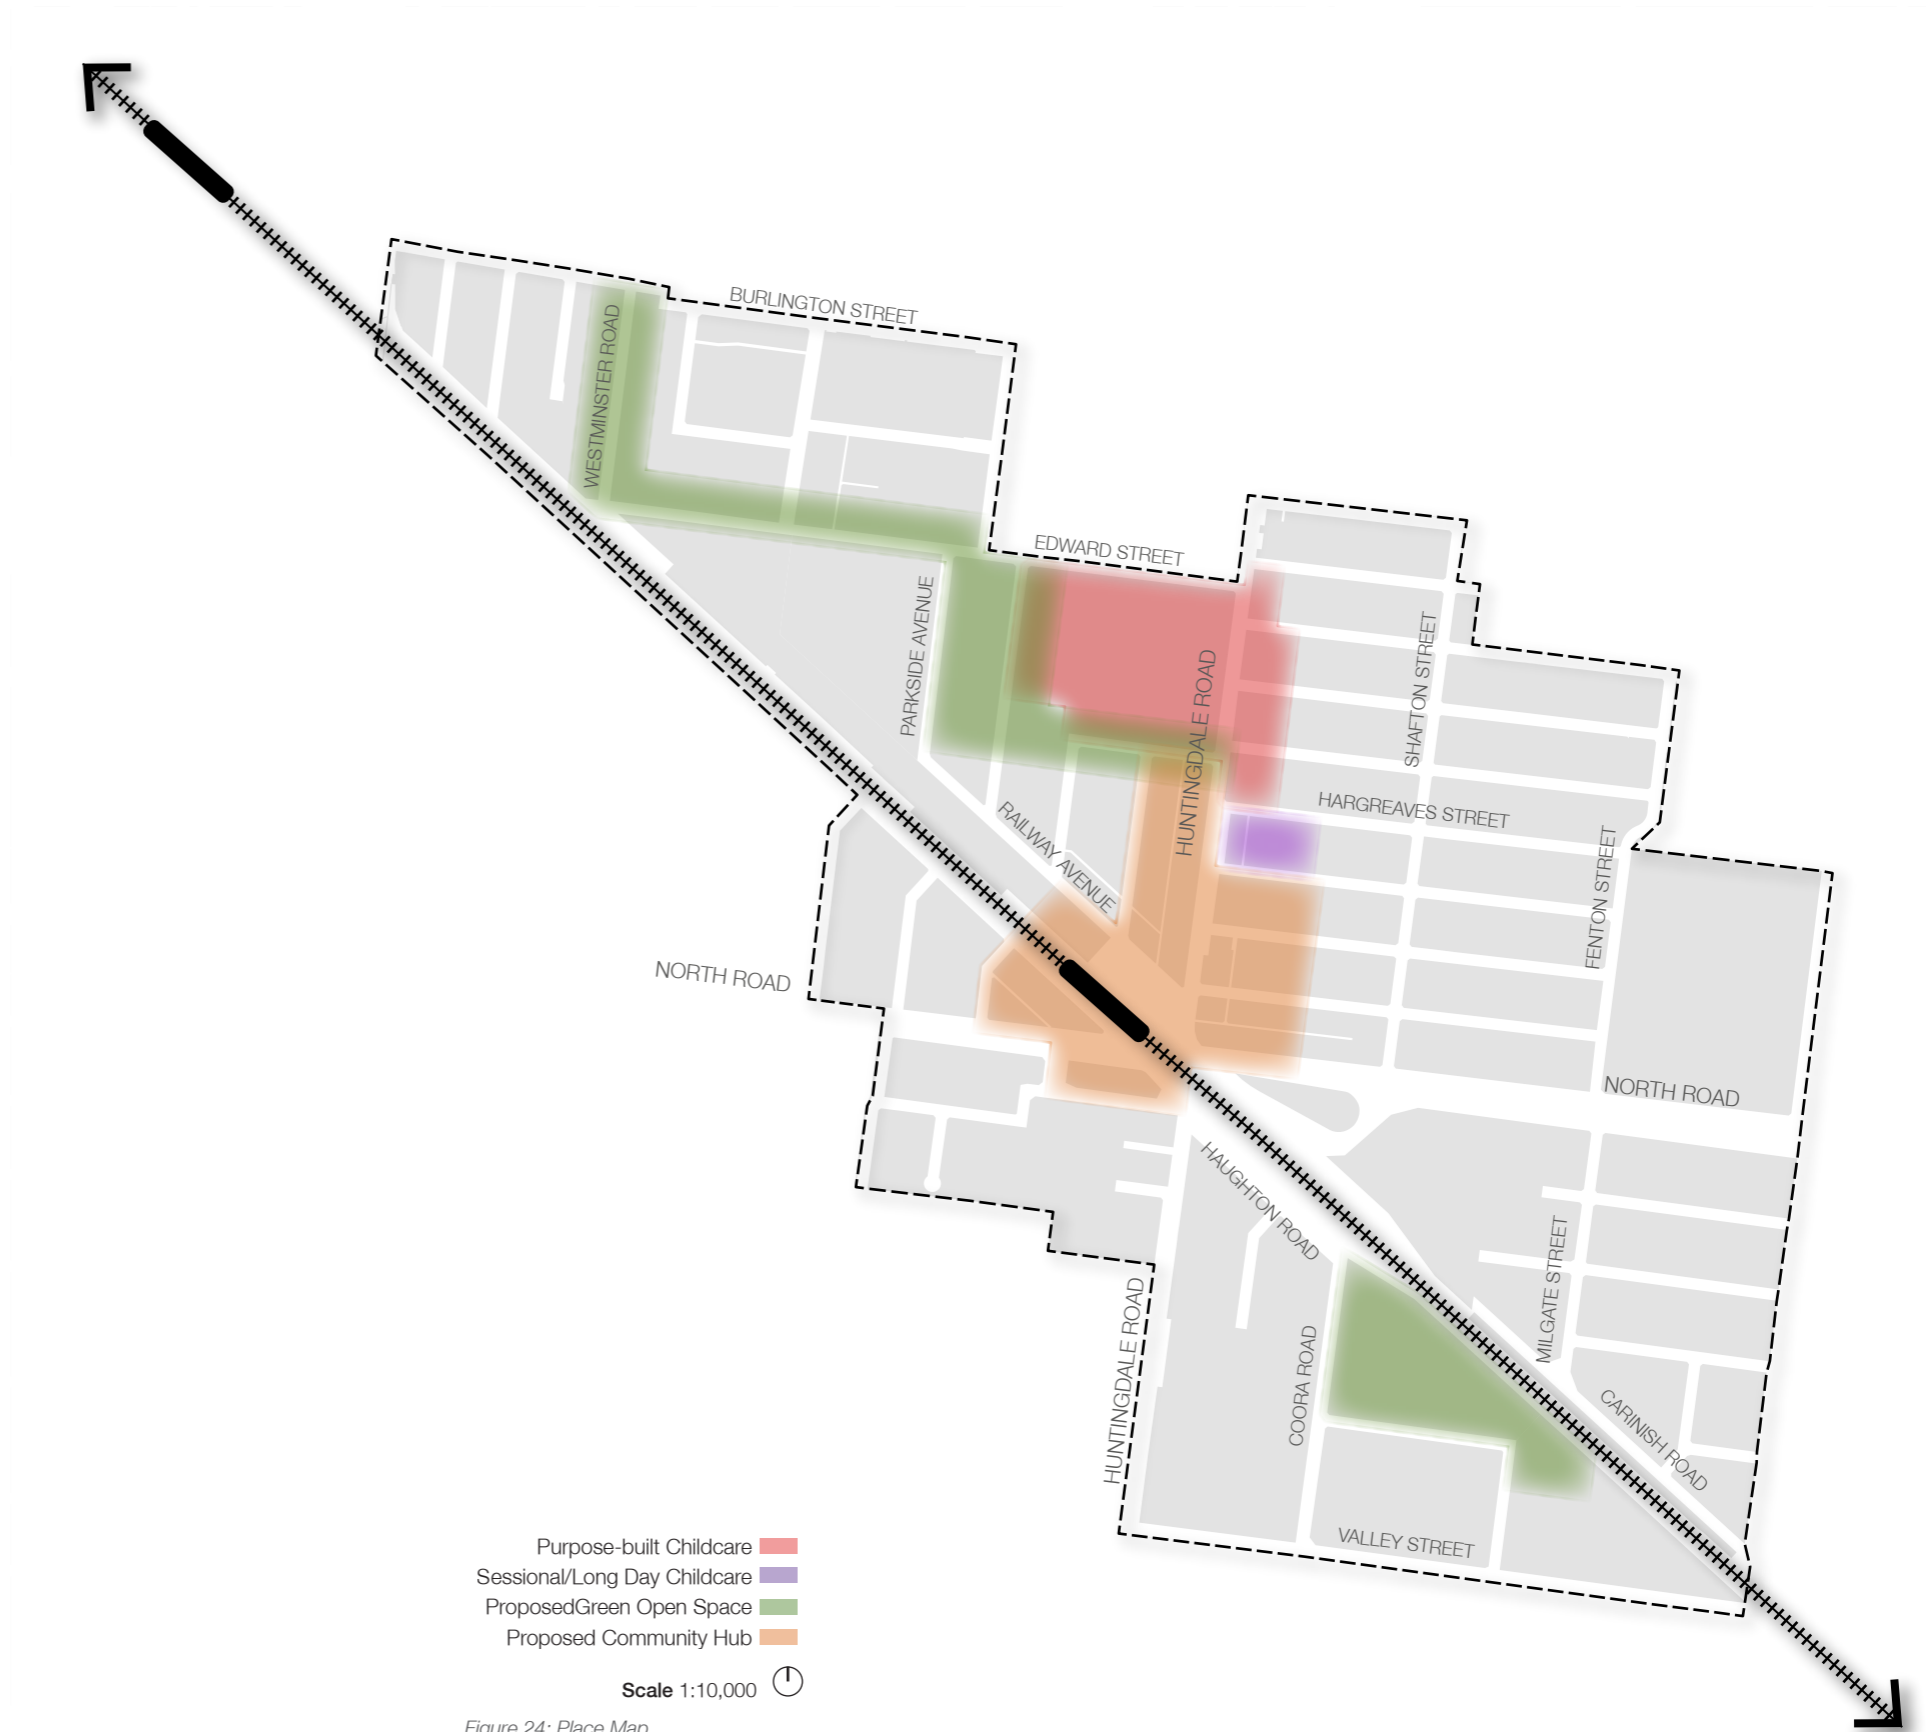 BURLINGTON STREET
WESTMINSTER ROAD
EDWARD STREET
PARKSIDE AVENUE
HUNTINGDALE ROAD
SHAFTON STREET
HARGREAVES STREET
RAILWAY AVENUE
FENTON STREET
NORTH ROAD
NORTH ROAD
HAUGHTON ROAD
MILGATE STREET
HUNTINGDALE ROAD
COORA ROAD
CARINISH ROAD
VALLEY STREET
Purpose-built Childcare
Sessional/Long Day Childcare
ProposedGreen Open Space
Proposed Community Hub
Scale 1:10,000
Figure 24: Place Map